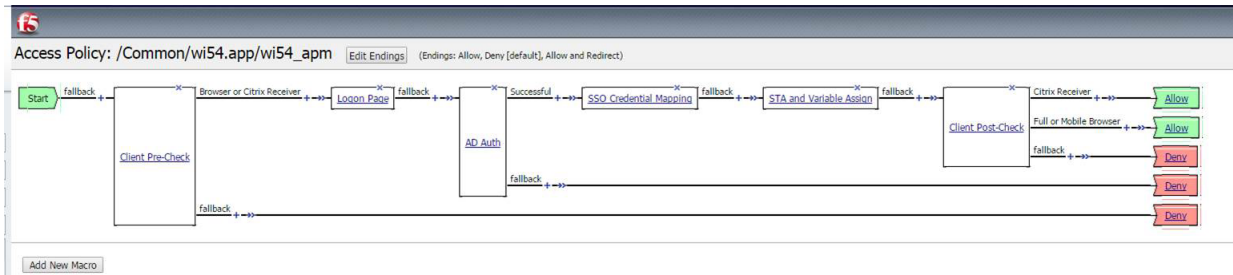 f5
Access Policy: /Common/wi54.app/wi54_apm Edit Endings (Endings: Allow, Deny [default], Allow and Redirect)
Start fallback + Browser or Citrix Receiver + Logon Page fallback + Successful + SSO Credential Mapping fallback + STA and Variable Assign fallback + Citrix Receiver + Allow
Full or Mobile Browser + Allow
Client Pre-Check AD Auth Client Post-Check
fallback + Deny
fallback + Deny
fallback + Deny
Add New Macro